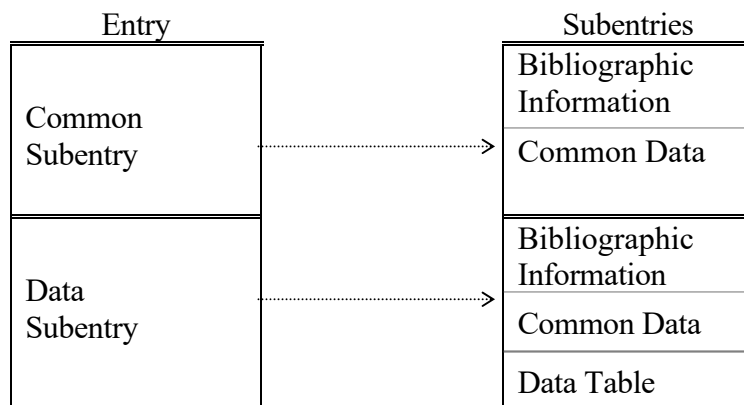 Entry
Subentries
Common
Subentry
Bibliographic
Information
Common Data
Data
Subentry
Bibliographic
Information
Common Data
Data Table